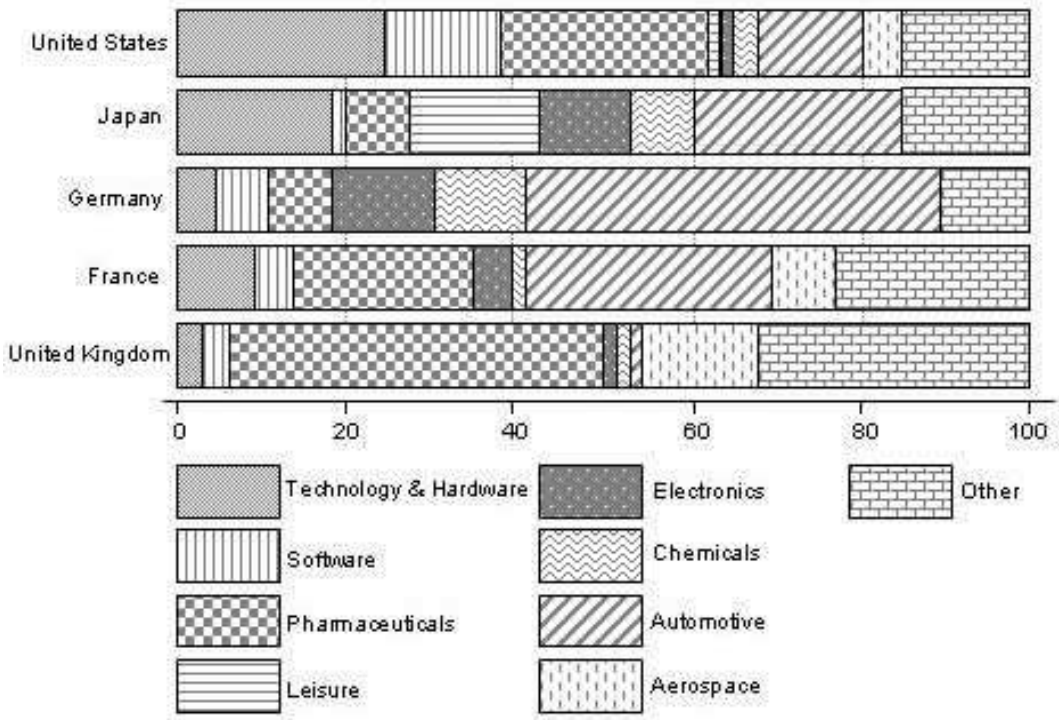 United States
Japan
Germany
France
United Kingdom
0 20 40 60 80 100
Technology & Hardware Electronics Other
Software Chemicals
Pharmaceuticals Automotive
Leisure Aerospace